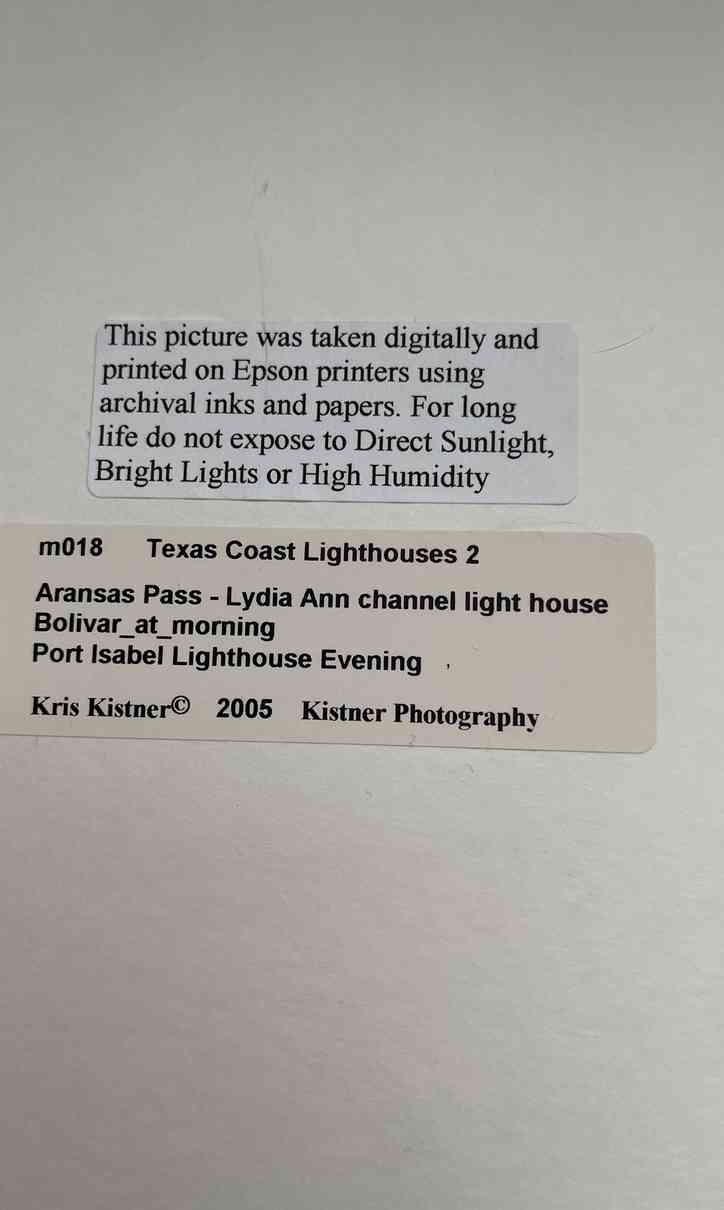 This picture was taken digitally and
printed on Epson printers using
archival inks and papers. For long
life do not expose to Direct Sunlight,
Bright Lights or High Humidity
m018 Texas Coast Lighthouses 2
Aransas Pass - Lydia Ann channel light house
Bolivar_at_morning
Port Isabel Lighthouse Evening
Kris Kistner© 2005 Kistner Photography